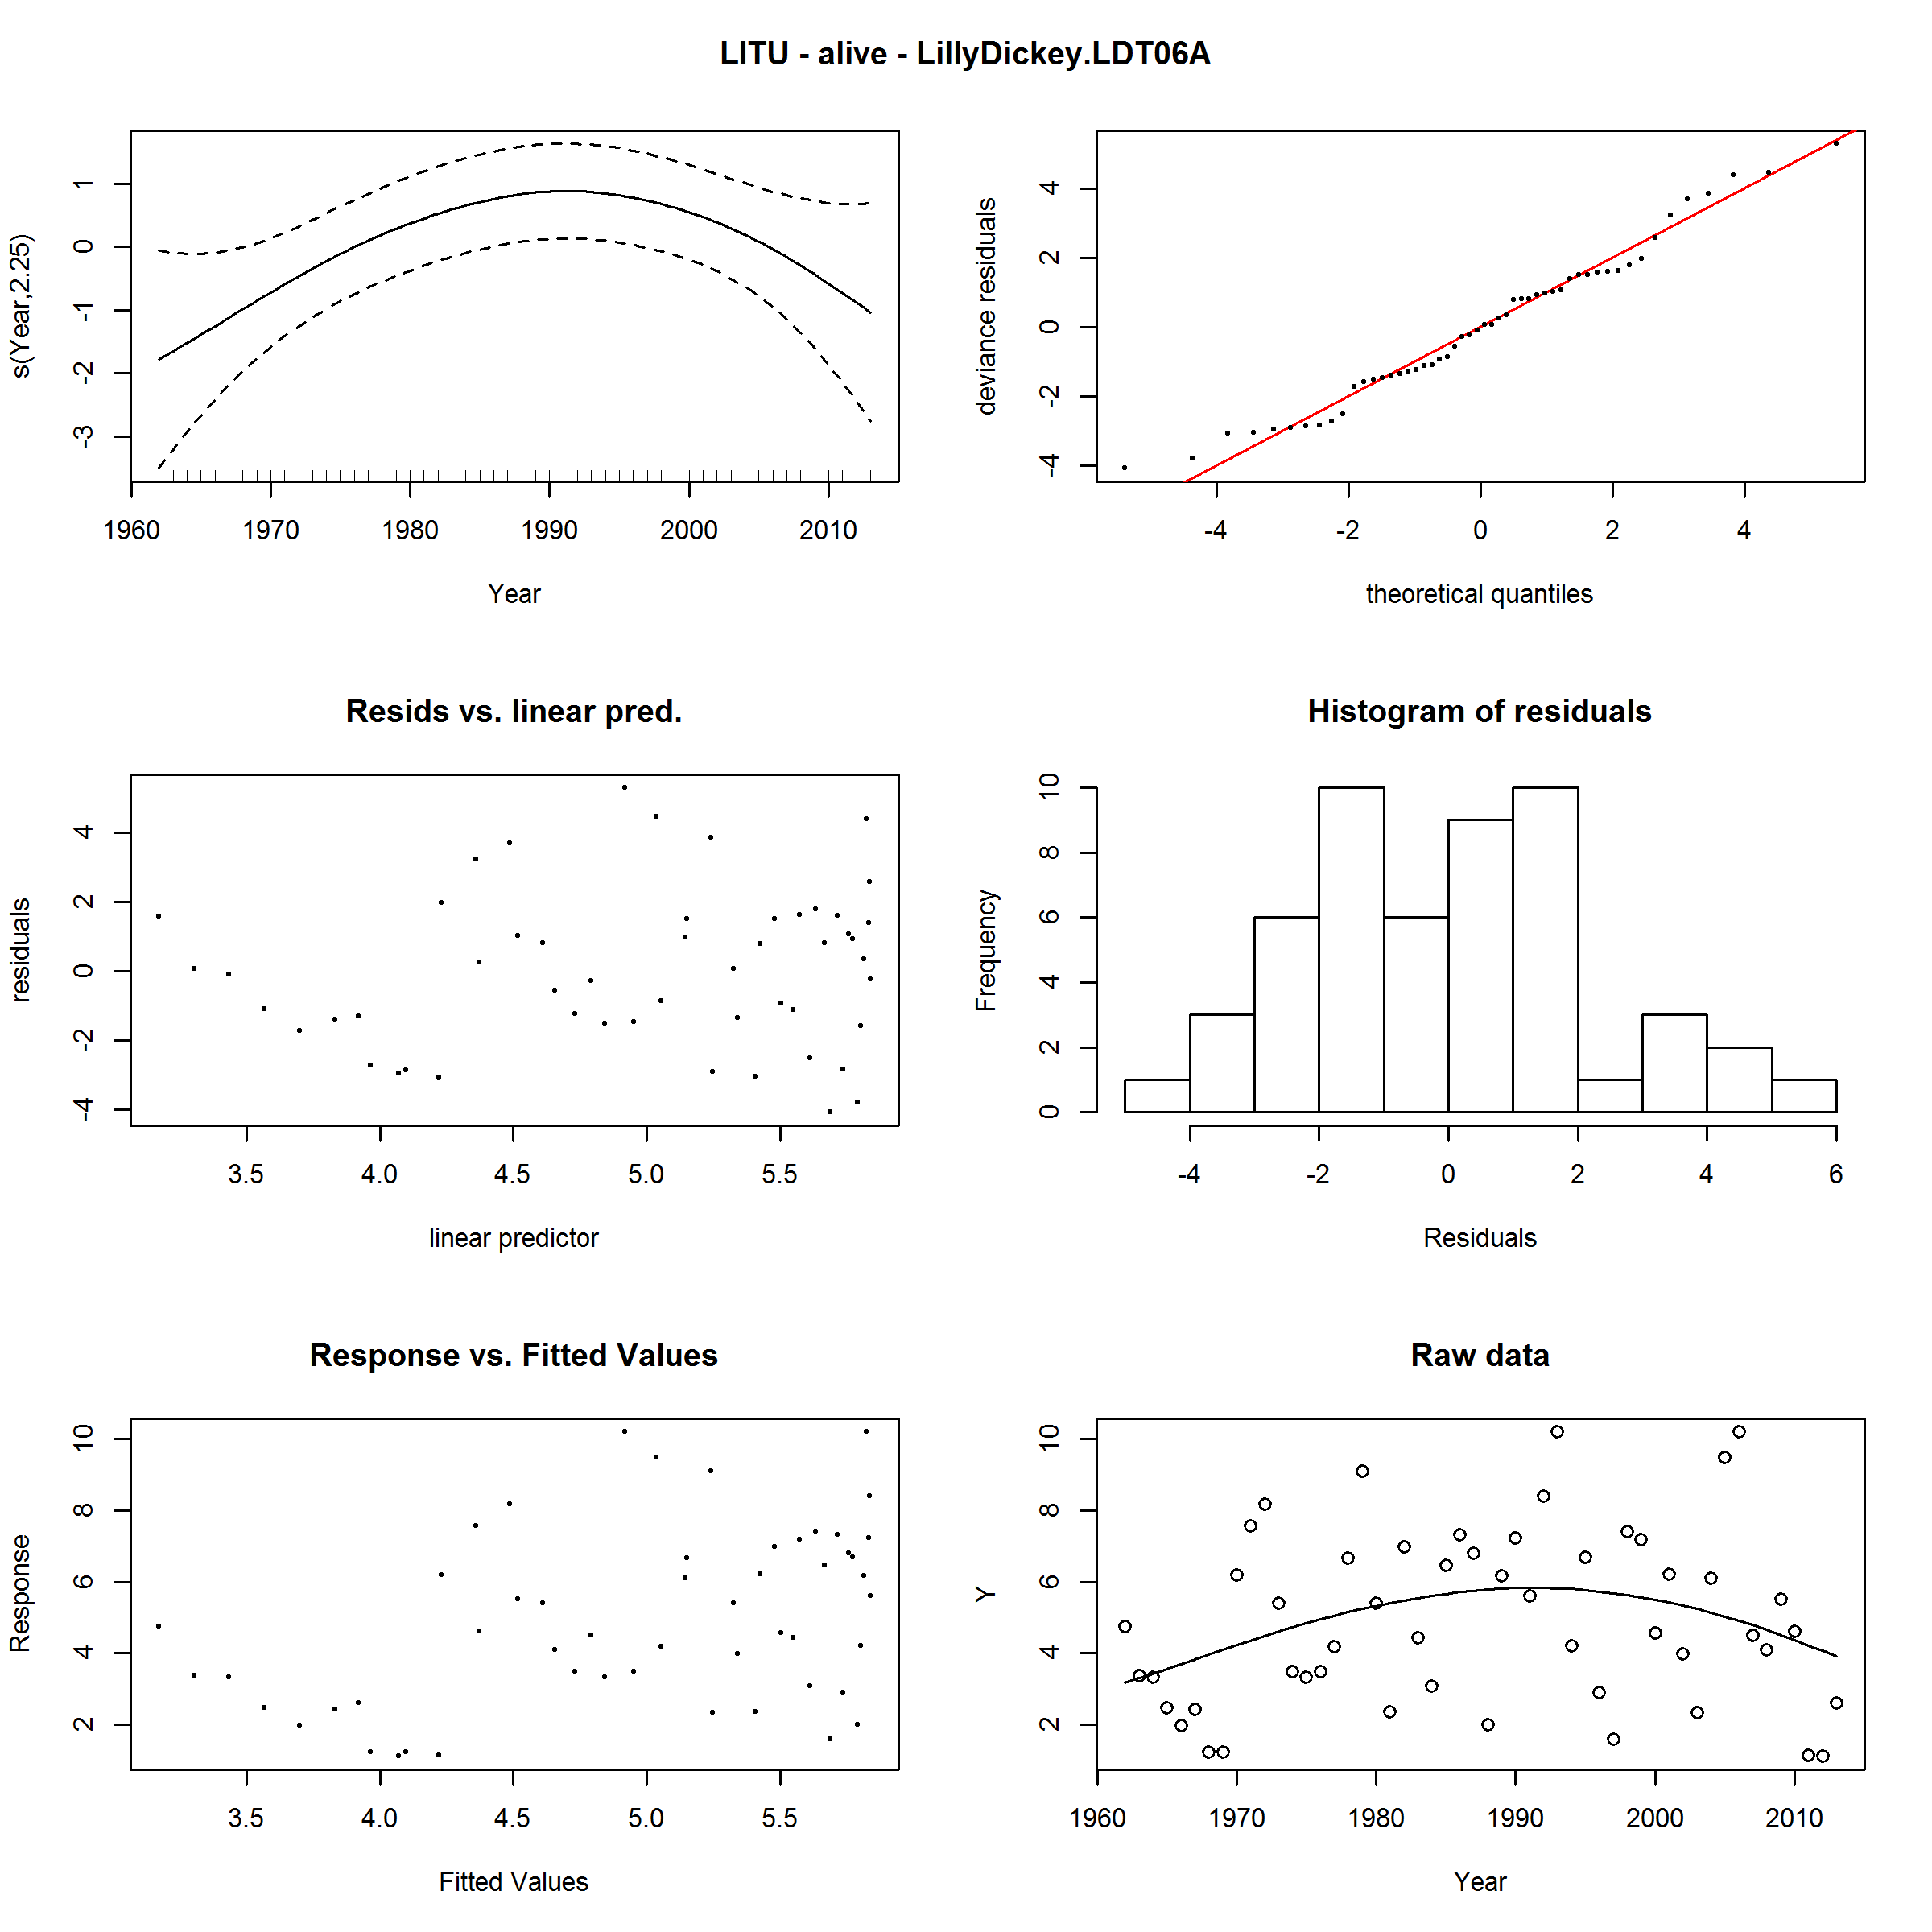 LITU - alive - LillyDickey.LDT06A
s(Year,2.25)
1
0
-1
-2
-3
1960 1970 1980 1990 2000 2010
Year
deviance residuals
4
2
0
-2
-4
-4 -2 0 2 4
theoretical quantiles
Resids vs. linear pred.
residuals
4
2
0
-2
-4
3.5 4.0 4.5 5.0 5.5
linear predictor
Histogram of residuals
Frequency
10
8
6
4
2
0
-4 -2 0 2 4 6
Residuals
Response vs. Fitted Values
Response
10
8
6
4
2
3.5 4.0 4.5 5.0 5.5
Fitted Values
Raw data
Y
10
8
6
4
2
1960 1970 1980 1990 2000 2010
Year